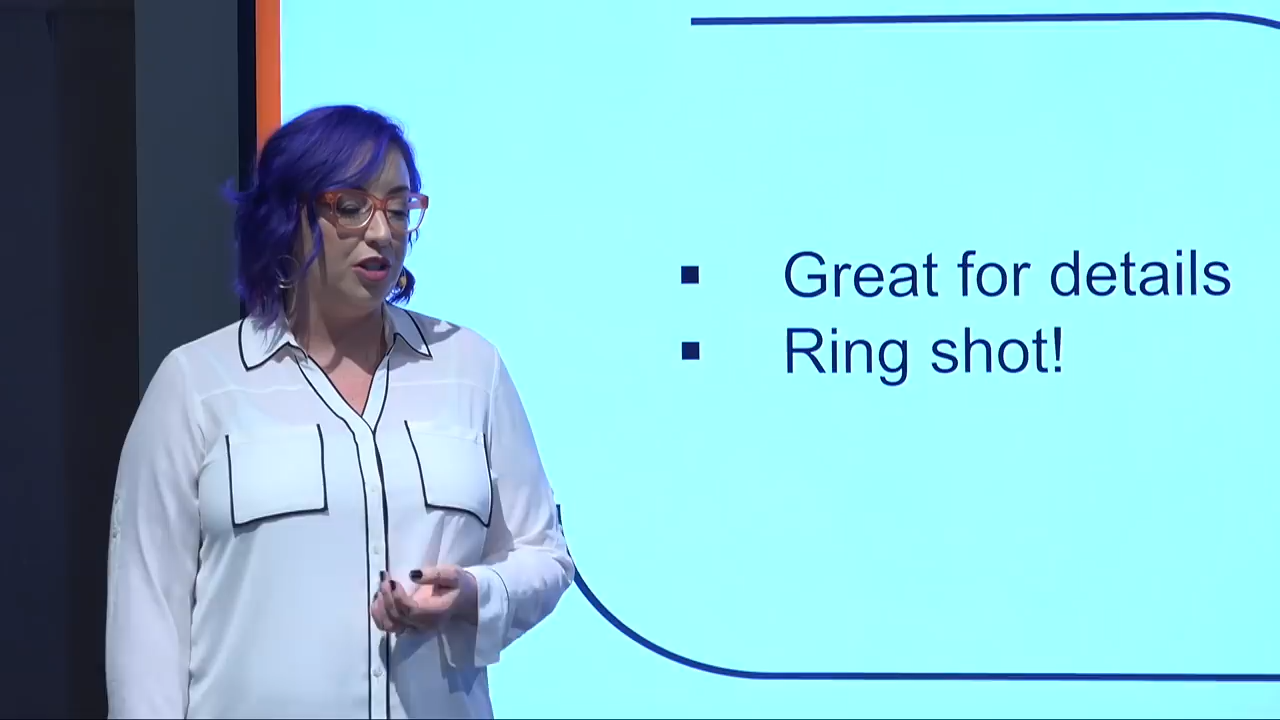 ▪ Great for details
▪ Ring shot!